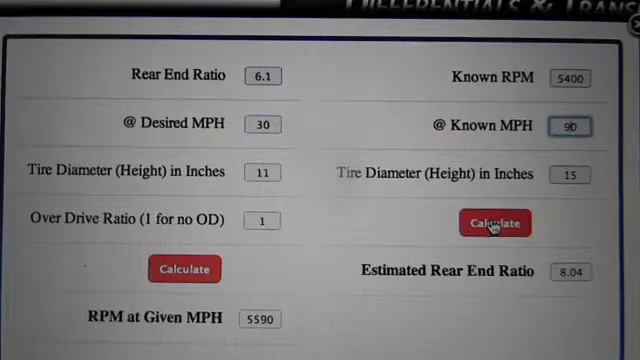 DIFFERENTIALS & TRANS
Rear End Ratio 6.1
@ Desired MPH 30
Tire Diameter (Height) in Inches 11
Over Drive Ratio (1 for no OD) 1
Calculate
RPM at Given MPH 5590
Known RPM 5400
@ Known MPH 90
Tire Diameter (Height) in Inches 15
Calculate
Estimated Rear End Ratio 8.04